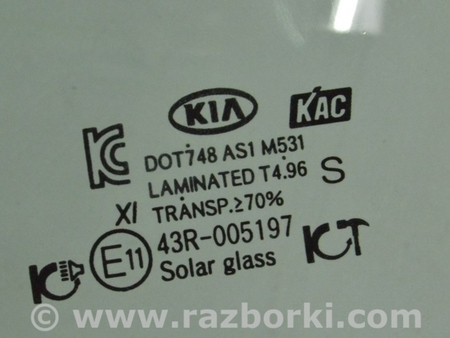 KIA KAC
KC DOT748 AS1 M531
LAMINATED T4.96 S
XI TRANSP.≥70%
E11 43R-005197
Solar glass
© www.razborki.com